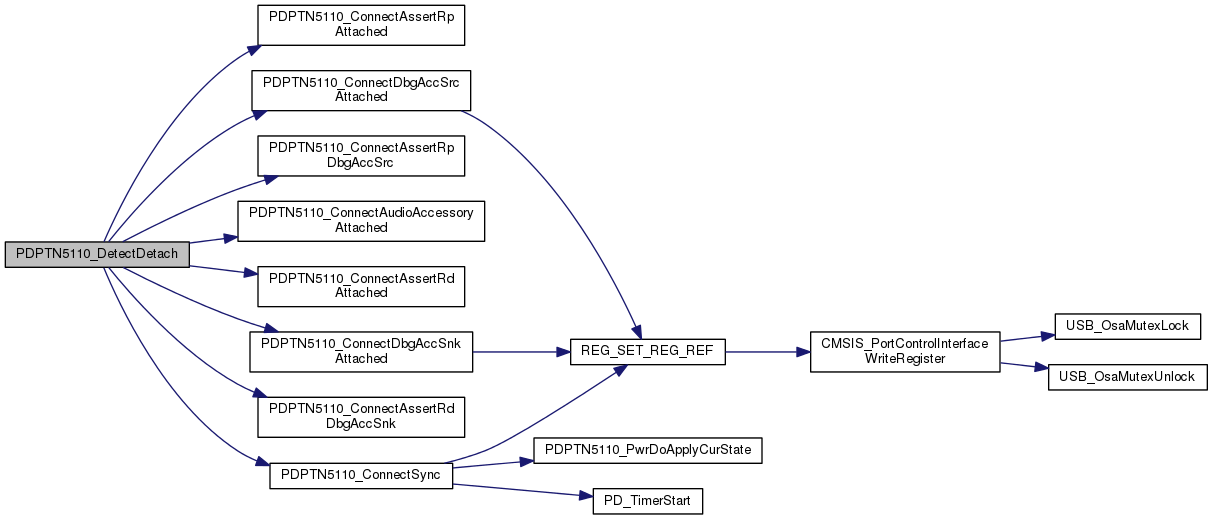 PDPTN5110_ConnectAssertRp
Attached
PDPTN5110_ConnectDbgAccSrc
Attached
PDPTN5110_ConnectAssertRp
DbgAccSrc
PDPTN5110_ConnectAudioAccessory
Attached
PDPTN5110_DetectDetach
PDPTN5110_ConnectAssertRd
Attached
PDPTN5110_ConnectDbgAccSnk
Attached
PDPTN5110_ConnectAssertRd
DbgAccSnk
PDPTN5110_ConnectSync
REG_SET_REG_REF
PDPTN5110_PwrDoApplyCurState
PD_TimerStart
CMSIS_PortControlInterface
WriteRegister
USB_OsaMutexLock
USB_OsaMutexUnlock